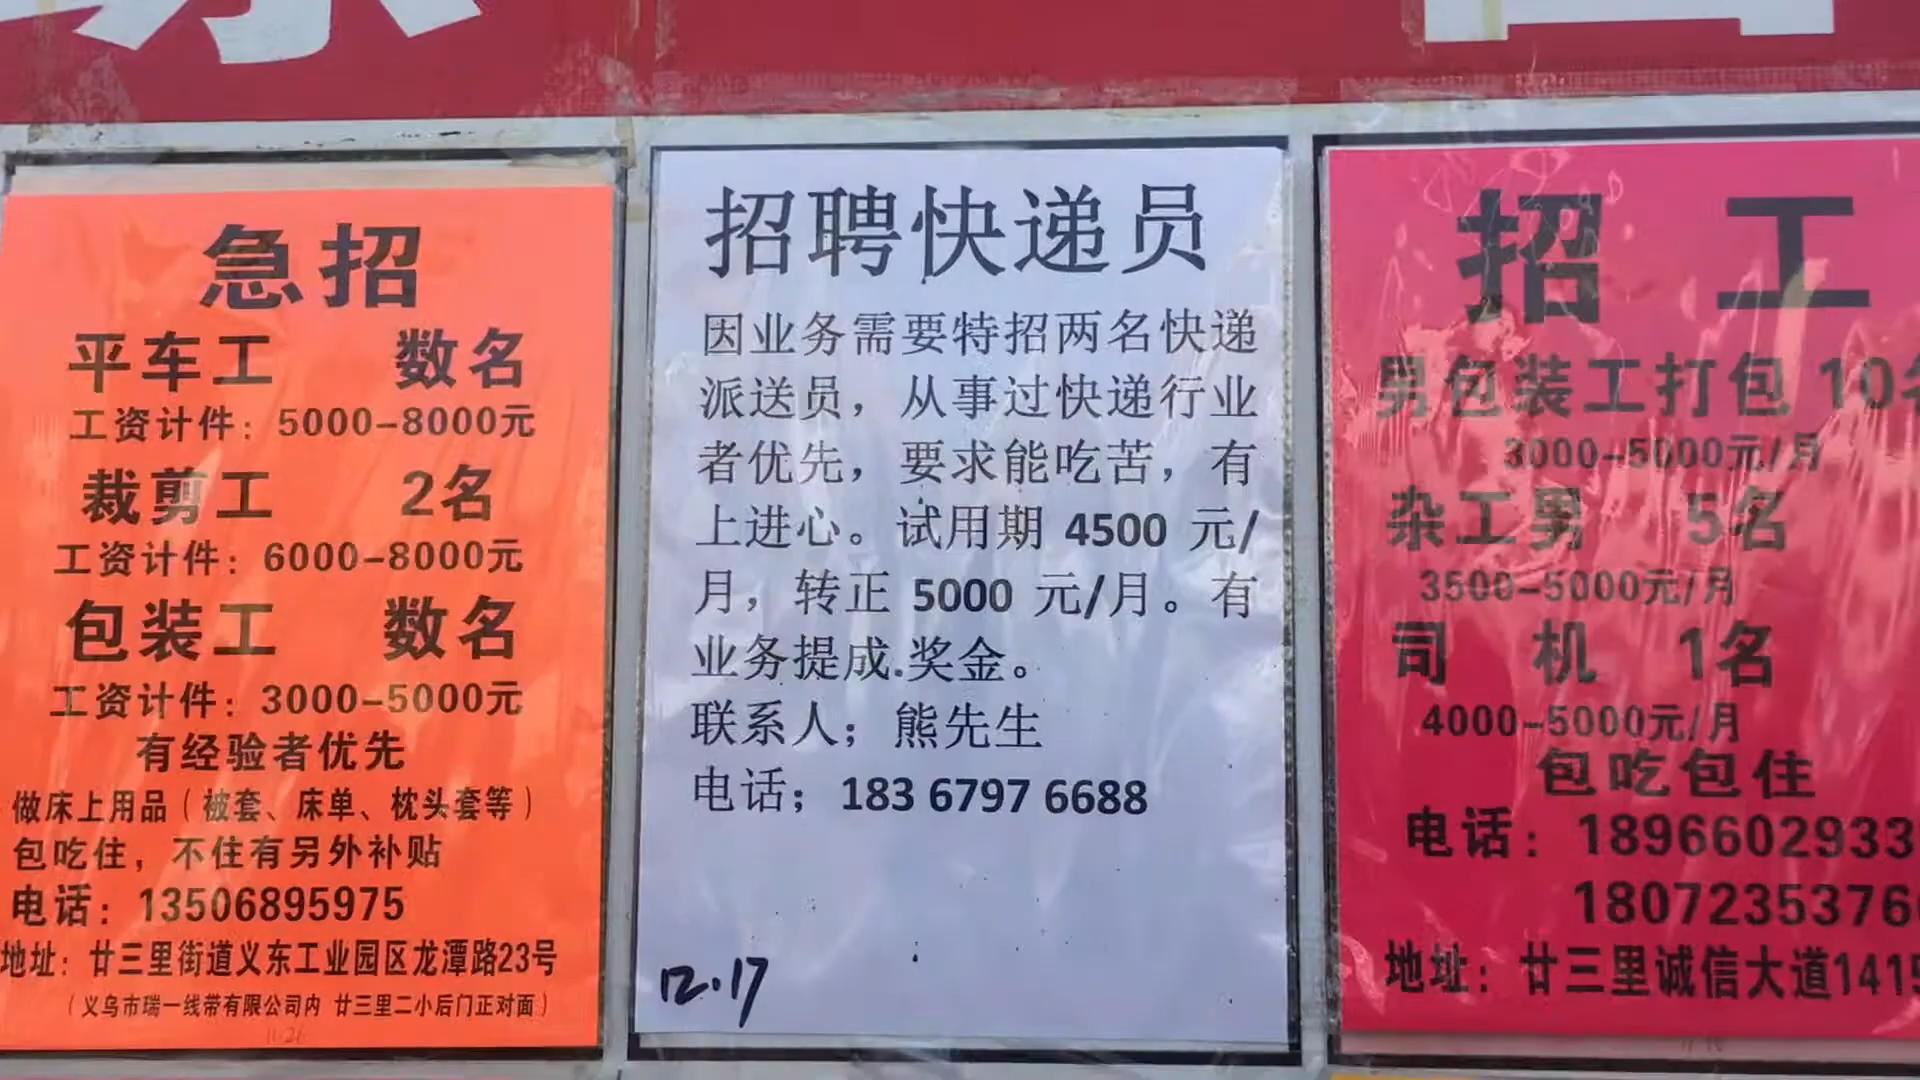 急招
平车工 数名
工资计件：5000-8000元
裁剪工 2名
工资计件：6000-8000元
包装工 数名
工资计件：3000-5000元
有经验者优先
做床上用品（被套、床单、枕头套等）
包吃住，不住有另外补贴
电话：13506895975
地址：廿三里街道义东工业园区龙潭路23号
（义乌市瑞一线带有限公司内 廿三里二小后门正对面）
11.26
招聘快递员
因业务需要特招两名快递
派送员，从事过快递行业
者优先，要求能吃苦，有
上进心。试用期 4500 元/
月，转正 5000 元/月。有
业务提成.奖金。
联系人；熊先生
电话；183 6797 6688
12.17
招工
男包装工打包 10名
3000-5000元/月
杂工男 5名
3500-5000元/月
司机 1名
4000-5000元/月
包吃包住
电话：1896602933
1807235376
地址：廿三里诚信大道1415